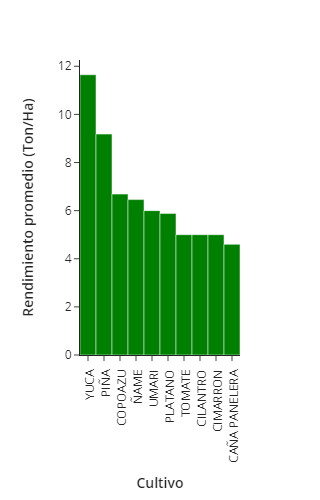 Rendimiento promedio (Ton/Ha)
12
10
8
6
4
2
0
YUCA
PIÑA
COPOAZU
ÑAME
UMARI
PLATANO
TOMATE
CILANTRO
CIMARRON
CAÑA PANELERA
Cultivo